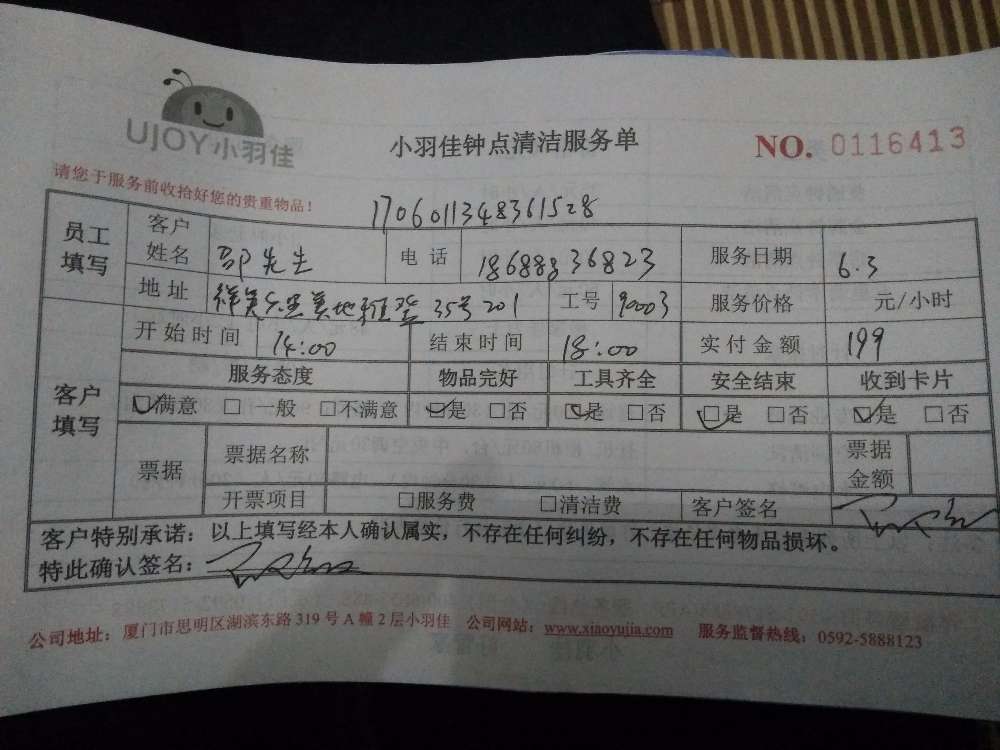 UJOY小羽佳
小羽佳钟点清洁服务单
NO. 0116413
请您于服务前收拾好您的贵重物品!
1706011348361528
员工填写 客户姓名 先生 电话 18688836823 服务日期 6.3
地址 35号201 工号 90003 服务价格 元/小时
客户填写 开始时间 14:00 结束时间 18:00 实付金额 199
服务态度 物品完好 工具齐全 安全结束 收到卡片
☑满意 □一般 □不满意 ☑是 □否 ☑是 □否 ☑是 □否 ☑是 □否
票据 票据名称 票据金额
开票项目 □服务费 □清洁费 客户签名
客户特别承诺：以上填写经本人确认属实，不存在任何纠纷，不存在任何物品损坏。
特此确认签名：
公司地址：厦门市思明区湖滨东路319号A幢2层小羽佳 公司网站：www.xiaoyujia.com 服务监督热线：0592-5888123